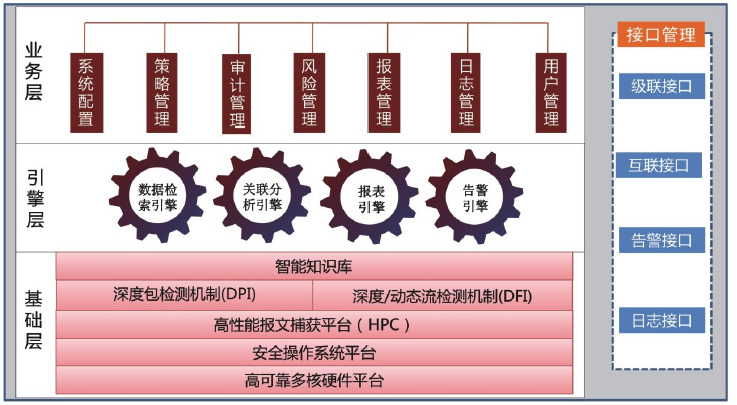 业务层
系统配置
策略管理
审计管理
风险管理
报表管理
日志管理
用户管理
引擎层
数据检
索引擎
关联分
析引擎
报表
引擎
告警
引擎
基础层
智能知识库
深度包检测机制(DPI)
深度/动态流检测机制(DFI)
高性能报文捕获平台（HPC）
安全操作系统平台
高可靠多核硬件平台
接口管理
级联接口
互联接口
告警接口
日志接口